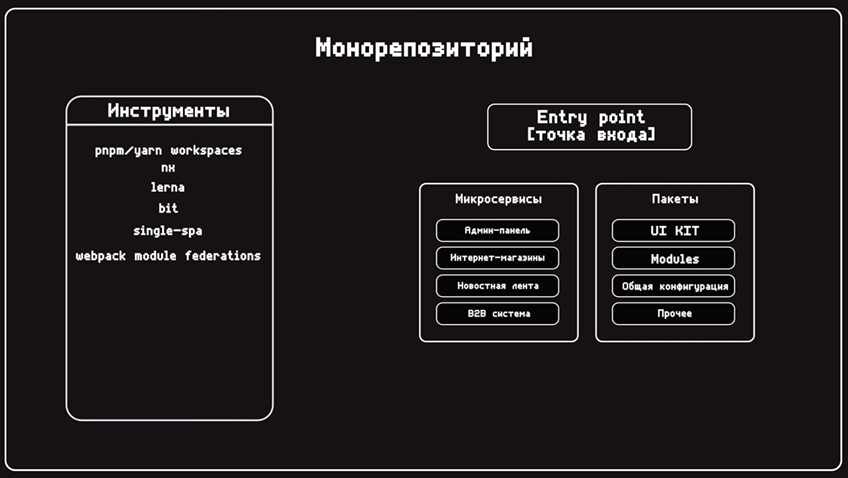 Монорепозиторий
Инструменты
pnpm/yarn workspaces
nx
lerna
bit
single-spa
webpack module federations
Entry point
[точка входа]
Микросервисы
Админ-панель
Интернет-магазины
Новостная лента
B2B система
Пакеты
UI KIT
Modules
Общая конфигурация
Прочее